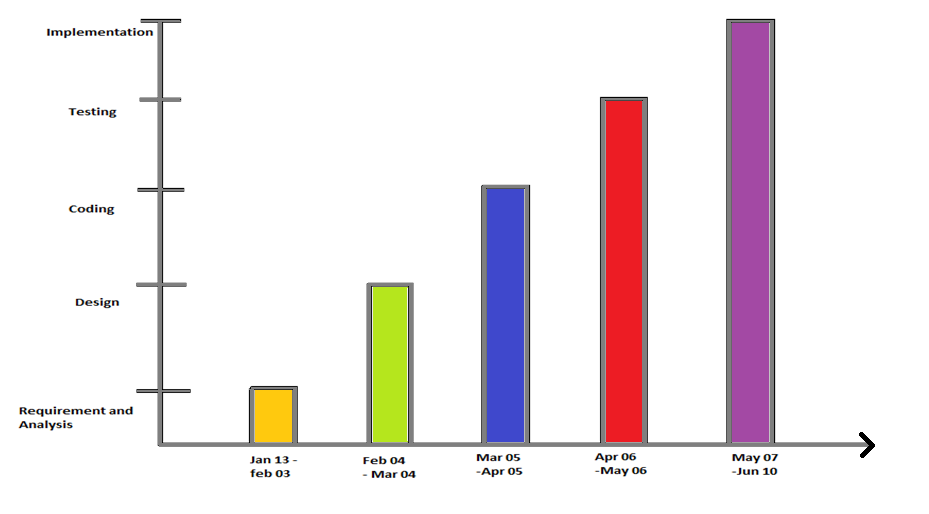 Implementation
Testing
Coding
Design
Requirement and
Analysis
Jan 13 -
feb 03
Feb 04
- Mar 04
Mar 05
-Apr 05
Apr 06
-May 06
May 07
-Jun 10